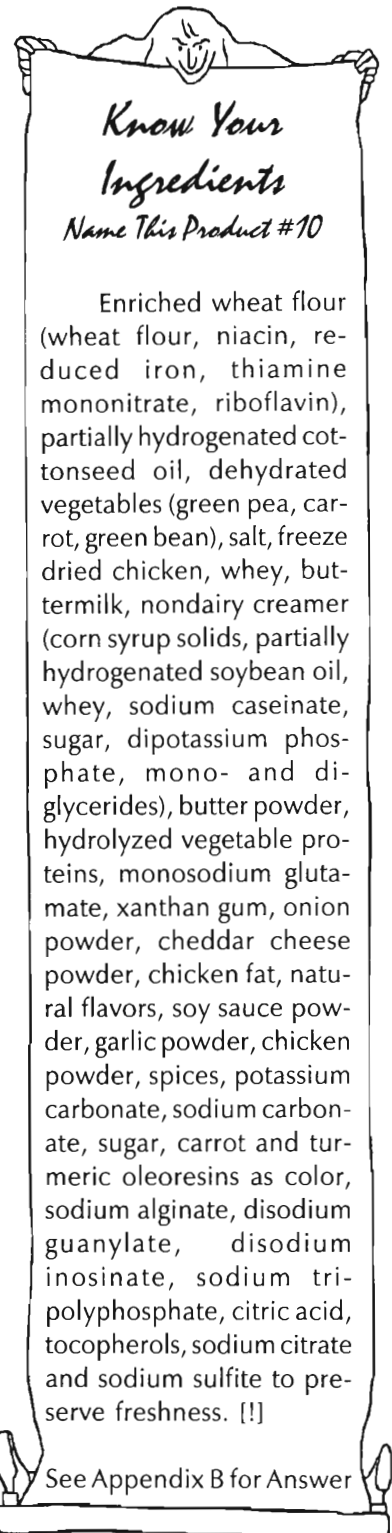 Know Your
Ingredients
Name This Product #10
Enriched wheat flour
(wheat flour, niacin, re-
duced iron, thiamine
mononitrate, riboflavin),
partially hydrogenated cot-
tonseed oil, dehydrated
vegetables (green pea, car-
rot, green bean), salt, freeze
dried chicken, whey, but-
termilk, nondairy creamer
(corn syrup solids, partially
hydrogenated soybean oil,
whey, sodium caseinate,
sugar, dipotassium phos-
phate, mono- and di-
glycerides), butter powder,
hydrolyzed vegetable pro-
teins, monosodium gluta-
mate, xanthan gum, onion
powder, cheddar cheese
powder, chicken fat, natu-
ral flavors, soy sauce pow-
der, garlic powder, chicken
powder, spices, potassium
carbonate, sodium carbon-
ate, sugar, carrot and tur-
meric oleoresins as color,
sodium alginate, disodium
guanylate, disodium
inosinate, sodium tri-
polyphosphate, citric acid,
tocopherols, sodium citrate
and sodium sulfite to pre-
serve freshness. [!]
See Appendix B for Answer